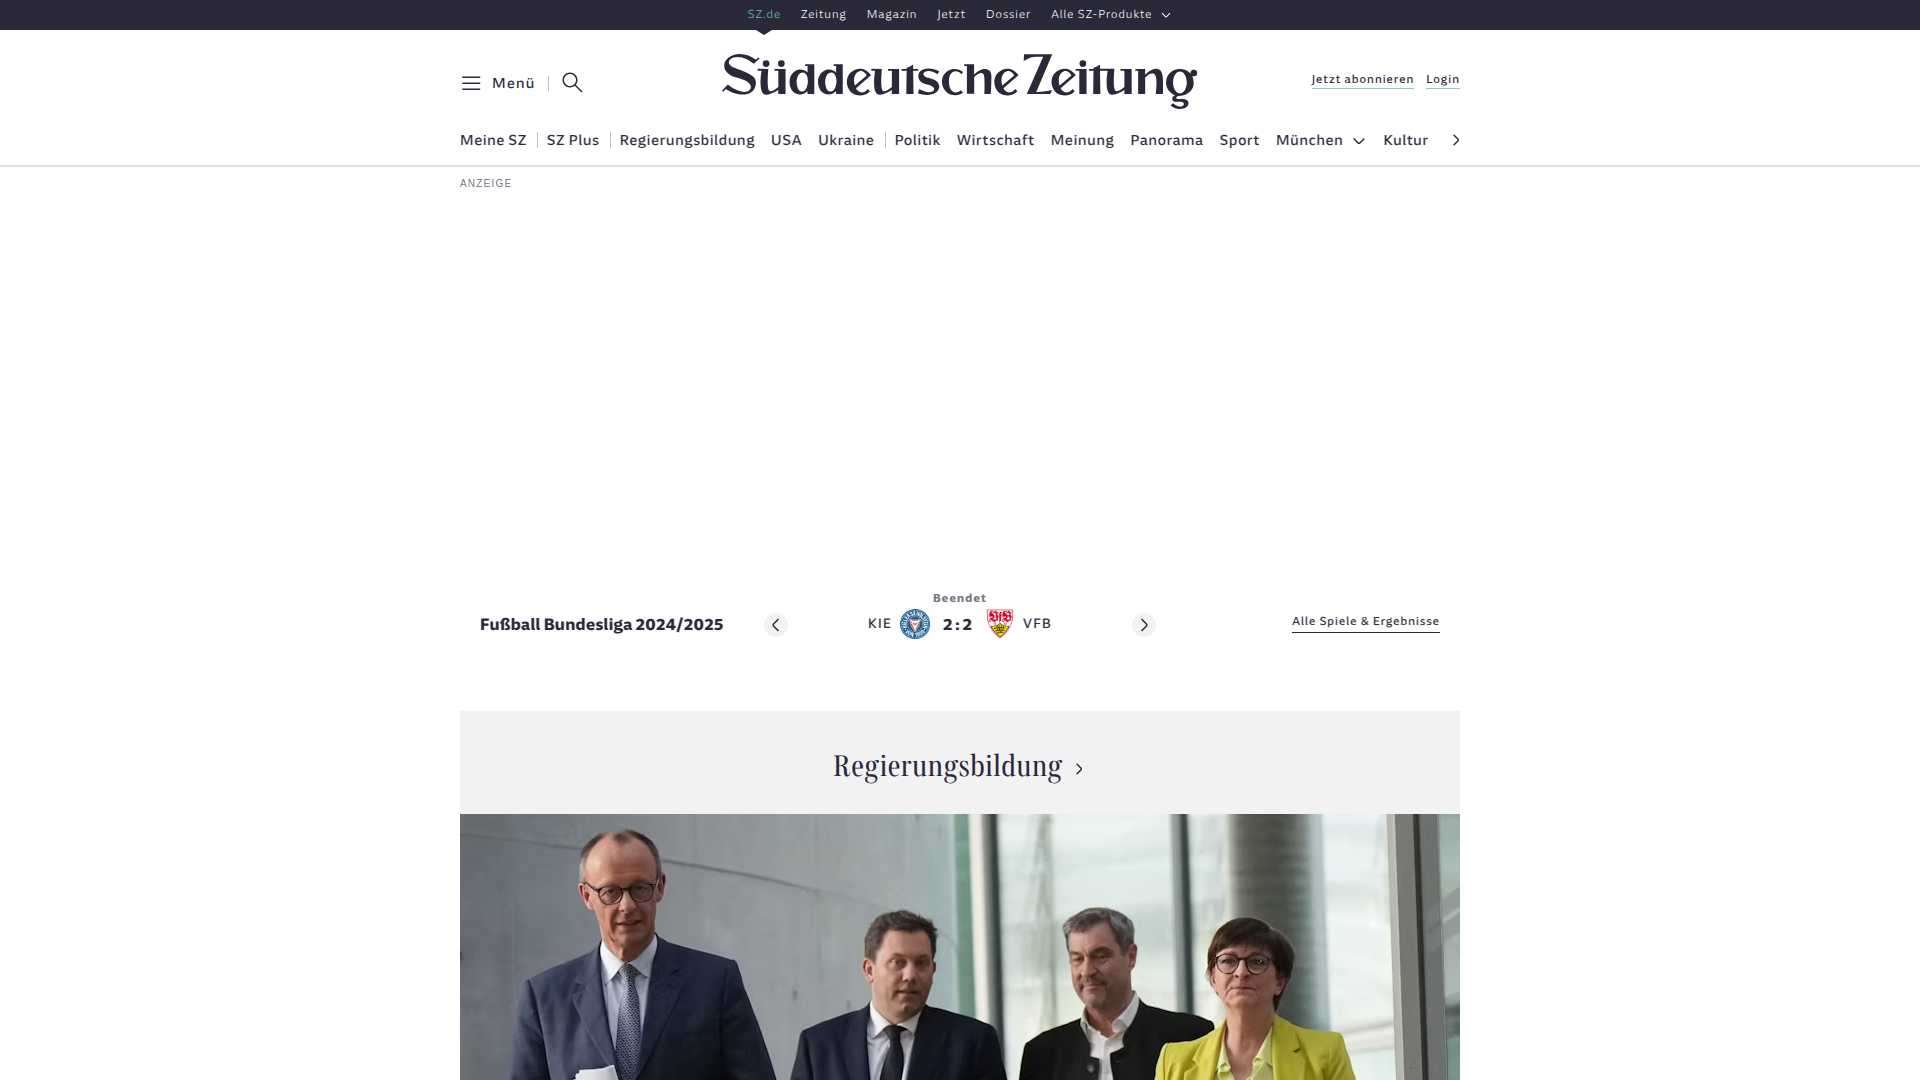 SZ.de Zeitung Magazin Jetzt Dossier Alle SZ-Produkte
Menü
Süddeutsche Zeitung
Jetzt abonnieren Login
Meine SZ SZ Plus Regierungsbildung USA Ukraine Politik Wirtschaft Meinung Panorama Sport München Kultur
ANZEIGE
Beendet
Fußball Bundesliga 2024/2025 KIE 2:2 VFB Alle Spiele & Ergebnisse
Regierungsbildung